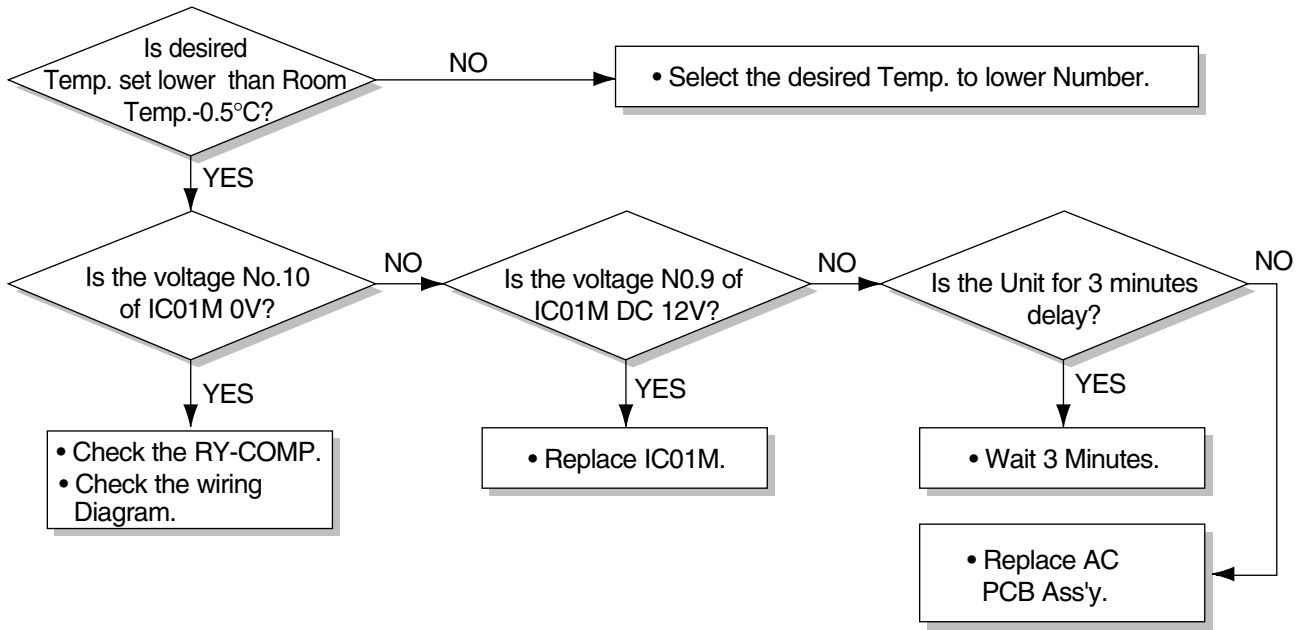 Is desired
Temp. set lower than Room
Temp.-0.5°C?
NO
• Select the desired Temp. to lower Number.
YES
Is the voltage No.10
of IC01M 0V?
NO
Is the voltage N0.9 of
IC01M DC 12V?
NO
Is the Unit for 3 minutes
delay?
NO
YES
• Check the RY-COMP.
• Check the wiring
Diagram.
YES
• Replace IC01M.
YES
• Wait 3 Minutes.
• Replace AC
PCB Ass'y.